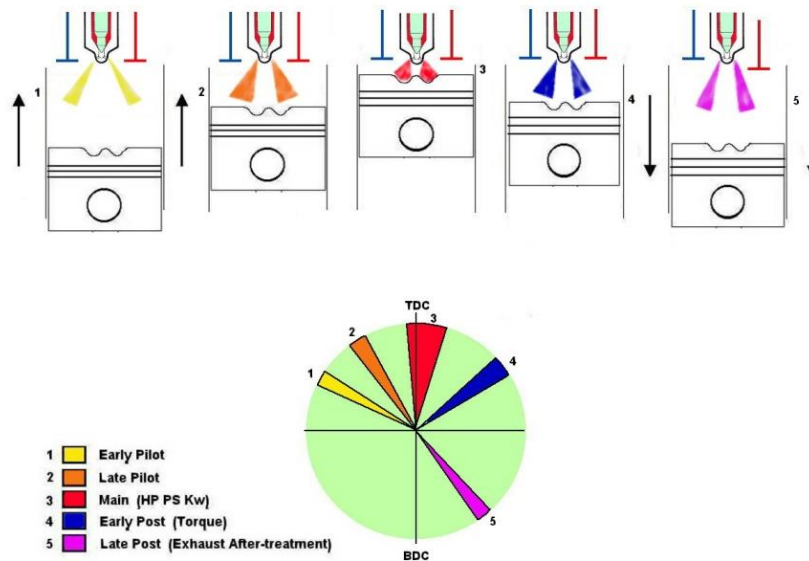 1
2
3
4
5
TDC
3
2
4
1
5
BDC
1 Early Pilot
2 Late Pilot
3 Main (HP PS Kw)
4 Early Post (Torque)
5 Late Post (Exhaust After-treatment)